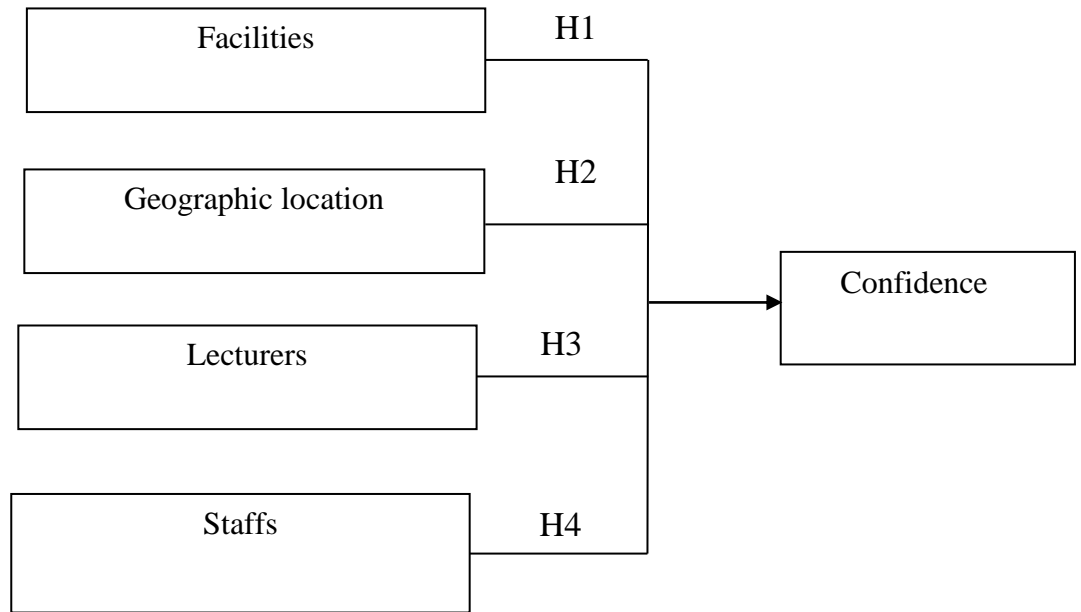 Facilities
H1
Geographic location
H2
Lecturers
H3
Staffs
H4
Confidence